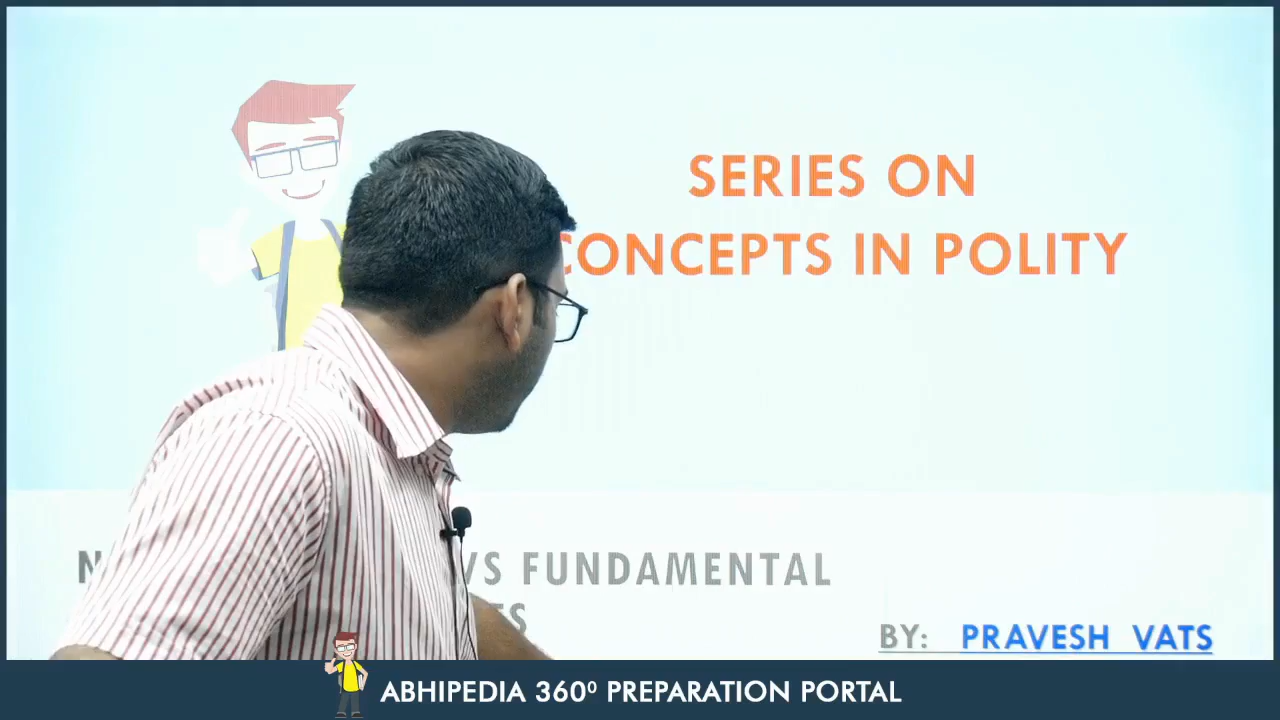 SERIES ON
CONCEPTS IN POLITY
VS FUNDAMENTAL
BY: PRAVESH VATS
ABHIPEDIA 360⁰ PREPARATION PORTAL